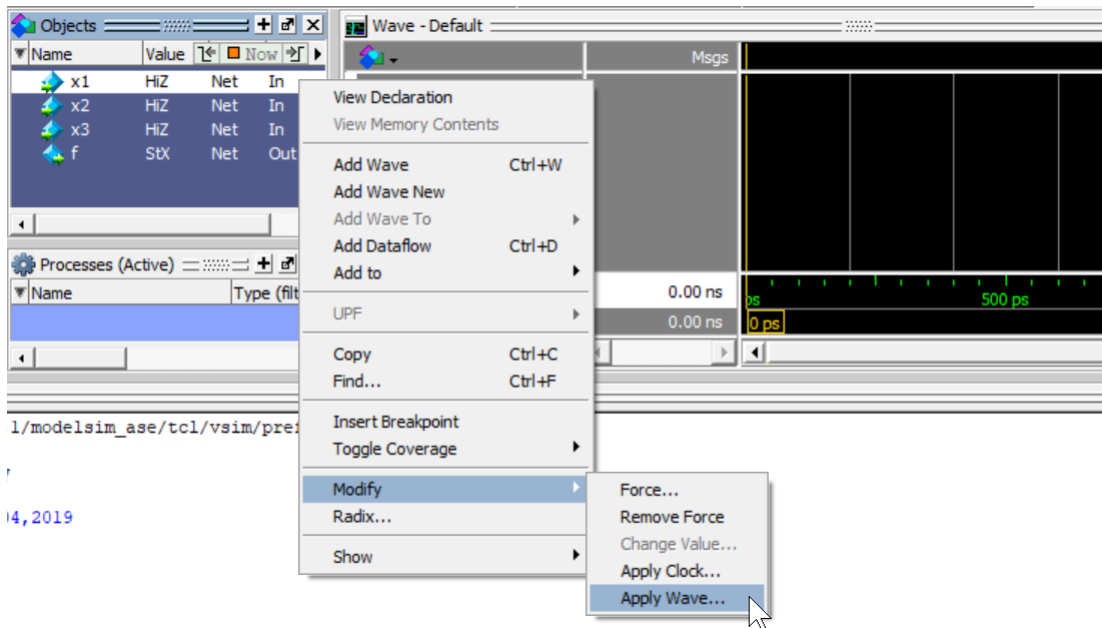 Objects
Name Value Now
x1 HiZ Net In
x2 HiZ Net In
x3 HiZ Net In
f StX Net Out
Processes (Active)
Name Type (filt
Wave - Default
Msgs
0.00 ns
0.00 ns
ps 500 ps
0 ps
View Declaration
View Memory Contents
Add Wave Ctrl+W
Add Wave New
Add Wave To
Add Dataflow Ctrl+D
Add to
UPF
Copy Ctrl+C
Find... Ctrl+F
Insert Breakpoint
Toggle Coverage
Modify
Radix...
Show
Force...
Remove Force
Change Value...
Apply Clock...
Apply Wave...
l/modelsim_ase/tcl/vsim/pref
04,2019